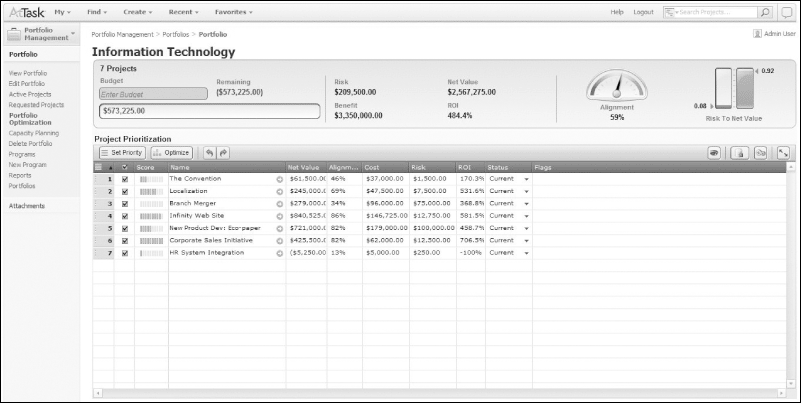 AtTask My Find Create Recent Favorites Help Logout Search Projects...
Portfolio Management
Portfolio Management > Portfolios > Portfolio
Admin User
Portfolio
View Portfolio
Edit Portfolio
Active Projects
Requested Projects
Portfolio Optimization
Capacity Planning
Delete Portfolio
Programs
New Program
Reports
Portfolios
Attachments
Information Technology
7 Projects
Budget Remaining
Enter Budget ($573,225.00)
$573,225.00
Risk Net Value
$209,500.00 $2,567,275.00
Benefit ROI
$3,350,000.00 484.4%
Alignment
59%
0.92
0.08
Risk To Net Value
Project Prioritization
Set Priority Optimize
Score Name Net Value Alignm... Cost Risk ROI Status Flags
1 The Convention $61,500.( 46% $37,000.00 $1,500.00 170.3% Current
2 Localization $245,000.( 69% $47,500.00 $7,500.00 531.6% Current
3 Branch Merger $279,000.( 34% $96,000.00 $75,000.00 368.8% Current
4 Infinity Web Site $840,525.( 86% $146,725.00 $12,750.00 581.5% Current
5 New Product Dev: Eco-paper $721,000.( 82% $179,000.00 $100,000.00 458.7% Current
6 Corporate Sales Initiative $425,500.( 82% $62,000.00 $12,500.00 706.5% Current
7 HR System Integration ($5,250.0( 13% $5,000.00 $250.00 -100% Current